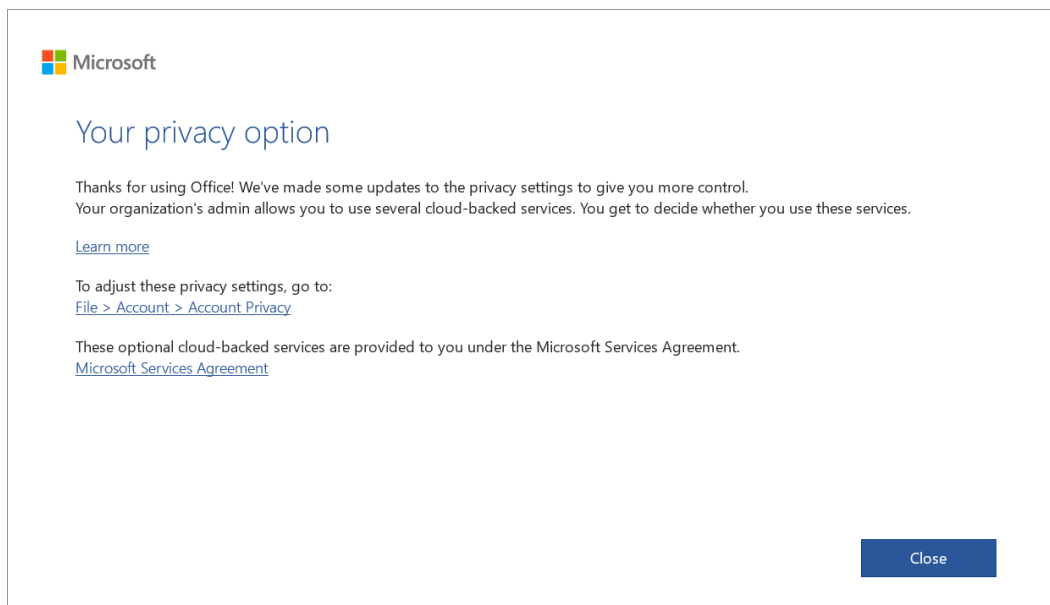 Microsoft
Your privacy option
Thanks for using Office! We've made some updates to the privacy settings to give you more control.
Your organization's admin allows you to use several cloud-backed services. You get to decide whether you use these services.
Learn more
To adjust these privacy settings, go to:
File > Account > Account Privacy
These optional cloud-backed services are provided to you under the Microsoft Services Agreement.
Microsoft Services Agreement
Close